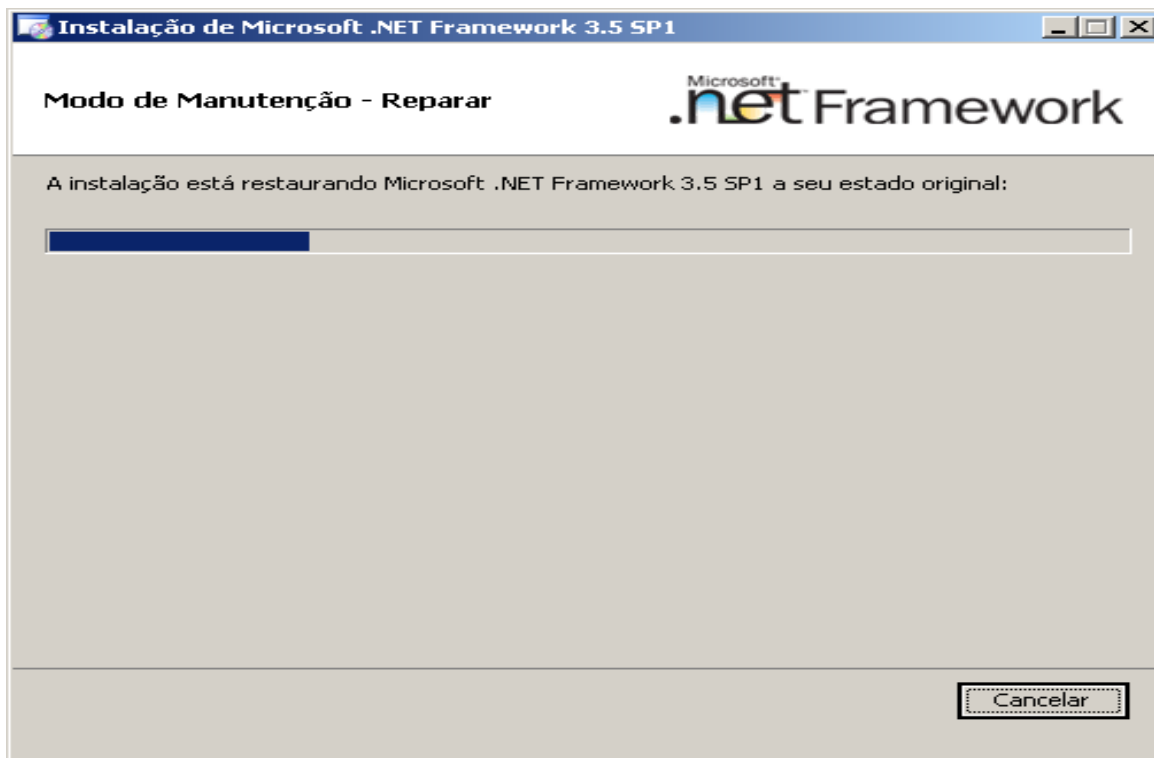 Instalação de Microsoft .NET Framework 3.5 SP1
Modo de Manutenção - Reparar
Microsoft
.net Framework
A instalação está restaurando Microsoft .NET Framework 3.5 SP1 a seu estado original:
Cancelar